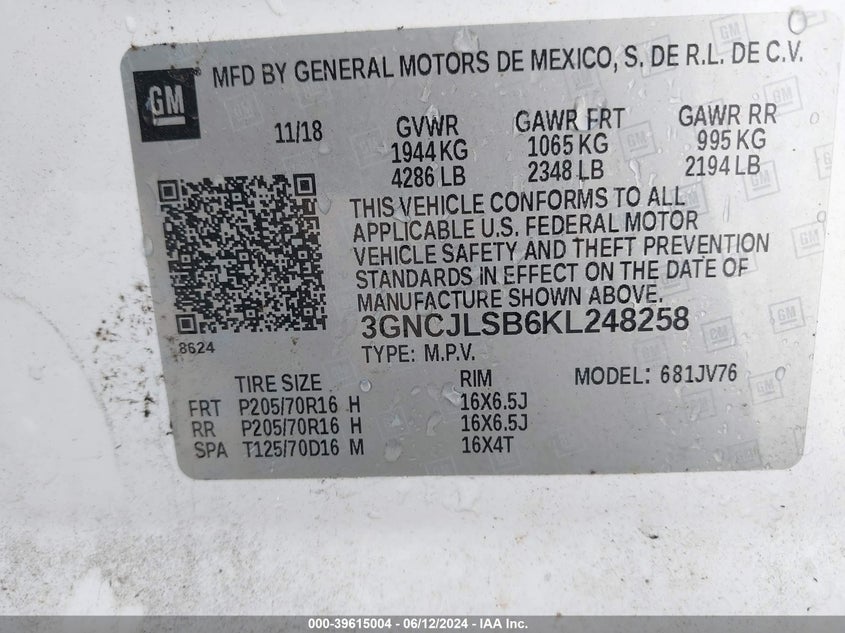 GM MFD BY GENERAL MOTORS DE MEXICO, S. DE R.L. DE C.V.
11/18 GVWR GAWR FRT GAWR RR
1944 KG 1065 KG 995 KG
4286 LB 2348 LB 2194 LB
THIS VEHICLE CONFORMS TO ALL
APPLICABLE U.S. FEDERAL MOTOR
VEHICLE SAFETY AND THEFT PREVENTION
STANDARDS IN EFFECT ON THE DATE OF
MANUFACTURE SHOWN ABOVE.
3GNCJLSB6KL248258
8624
TYPE: M.P.V.
TIRE SIZE RIM MODEL: 681JV76
FRT P205/70R16 H 16X6.5J
RR P205/70R16 H 16X6.5J
SPA T125/70D16 M 16X4T
000-39615004 - 06/12/2024 - IAAI.com